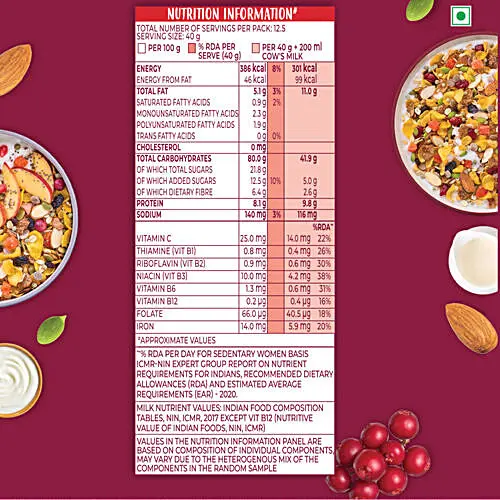 NUTRITION INFORMATION#
TOTAL NUMBER OF SERVINGS PER PACK: 12.5
SERVING SIZE: 40 g
PER 100 g % RDA PER SERVE (40 g) PER 40 g + 200 ml COW'S MILK
ENERGY 386 kcal 8% 301 kcal
ENERGY FROM FAT 46 kcal 99 kcal
TOTAL FAT 5.1 g 3% 11.0 g
SATURATED FATTY ACIDS 0.9 g 2%
MONOUNSATURATED FATTY ACIDS 2.3 g
POLYUNSATURATED FATTY ACIDS 1.9 g
TRANS FATTY ACIDS 0 g 0%
CHOLESTEROL 0 mg
TOTAL CARBOHYDRATES 80.0 g 41.9 g
OF WHICH TOTAL SUGARS 21.8 g
OF WHICH ADDED SUGARS 12.5 g 10% 5.0 g
OF WHICH DIETARY FIBRE 6.4 g 2.6 g
PROTEIN 8.1 g 9.8 g
SODIUM 140 mg 3% 116 mg
%RDA~
VITAMIN C 25.0 mg 14.0 mg 22%
THIAMINE (VIT B1) 0.8 mg 0.4 mg 26%
RIBOFLAVIN (VIT B2) 0.9 mg 0.6 mg 30%
NIACIN (VIT B3) 10.0 mg 4.2 mg 38%
VITAMIN B6 1.3 mg 0.6 mg 31%
VITAMIN B12 0.2 µg 0.4 µg 16%
FOLATE 66.0 µg 40.5 µg 18%
IRON 14.0 mg 5.9 mg 20%
#APPROXIMATE VALUES
~% RDA PER DAY FOR SEDENTARY WOMEN BASIS
ICMR-NIN EXPERT GROUP REPORT ON NUTRIENT
REQUIREMENTS FOR INDIANS, RECOMMENDED DIETARY
ALLOWANCES (RDA) AND ESTIMATED AVERAGE
REQUIREMENTS (EAR) - 2020.
MILK NUTRIENT VALUES: INDIAN FOOD COMPOSITION
TABLES, NIN, ICMR, 2017 EXCEPT VIT B12 (NUTRITIVE
VALUE OF INDIAN FOODS, NIN, ICMR)
VALUES IN THE NUTRITION INFORMATION PANEL ARE
BASED ON COMPOSITION OF INDIVIDUAL COMPONENTS,
MAY VARY DUE TO THE HETEROGENOUS MIX OF THE
COMPONENTS IN THE RANDOM SAMPLE